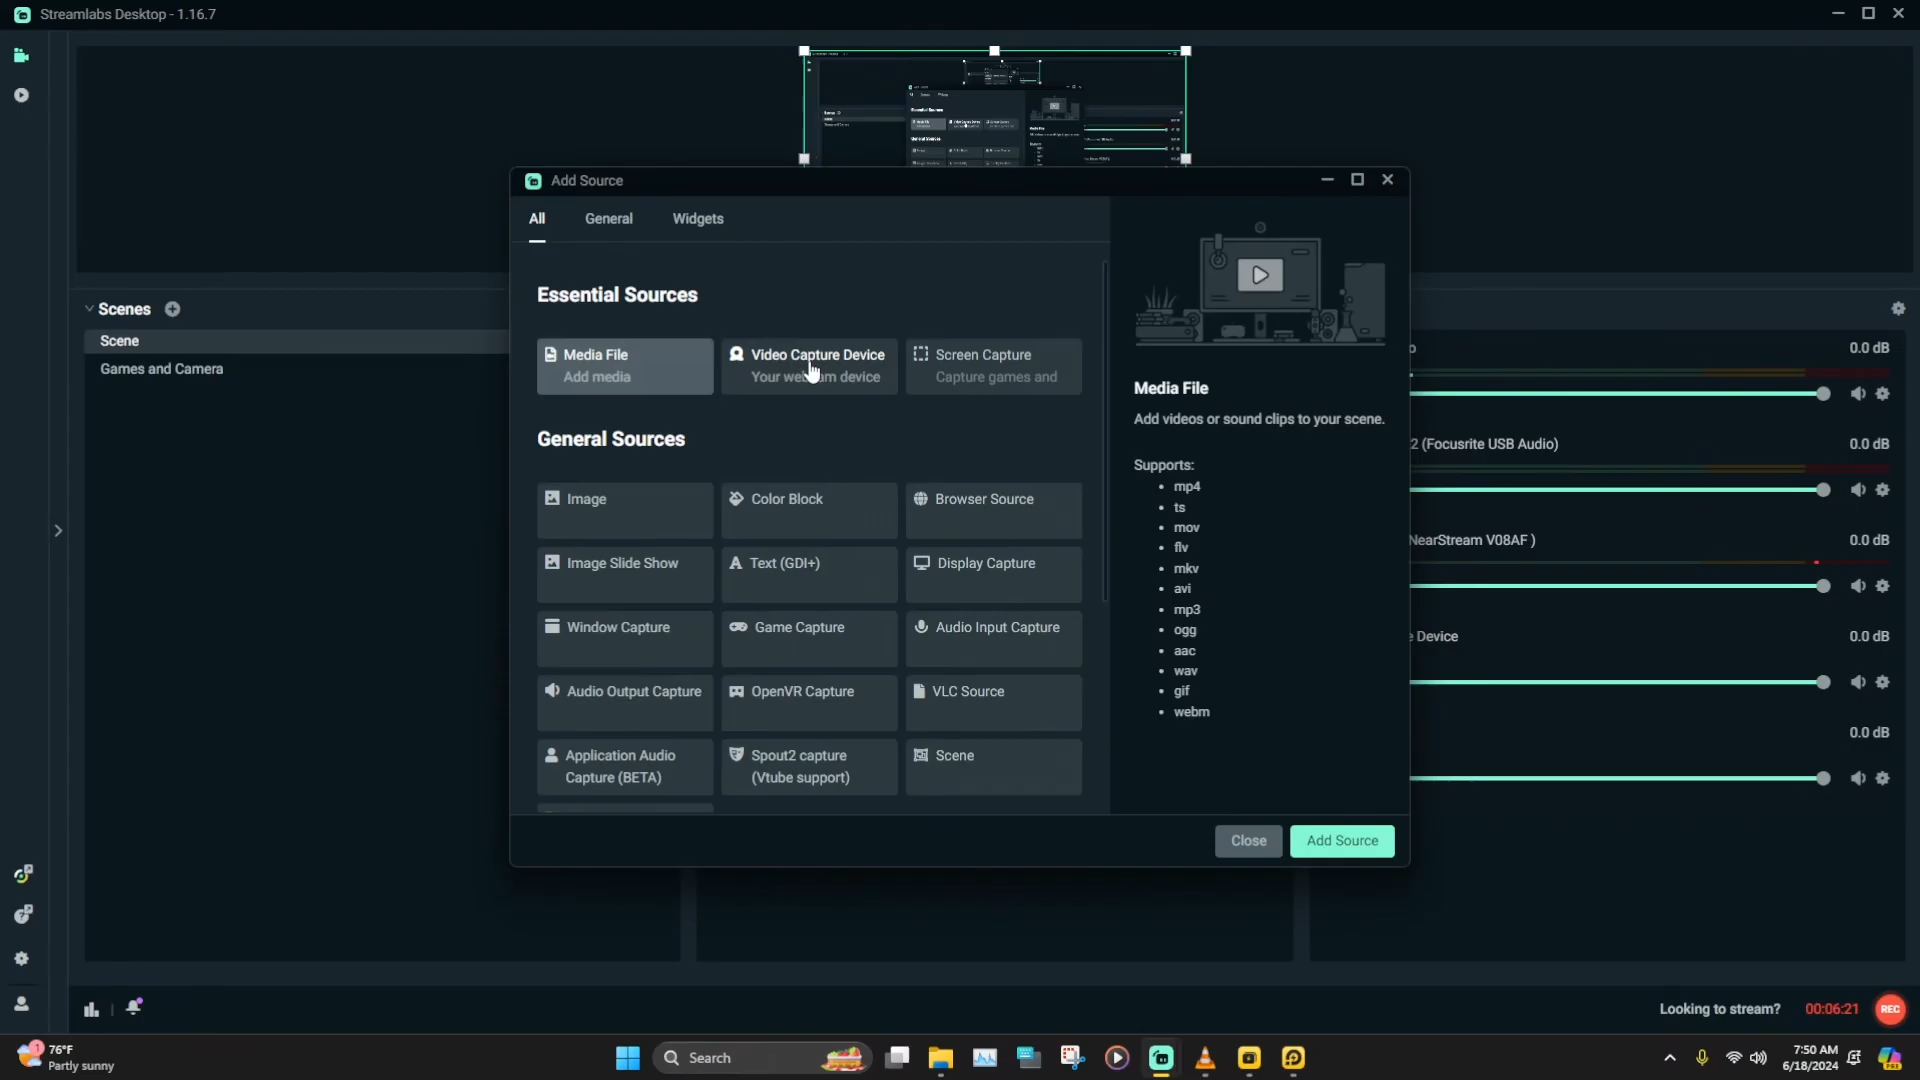 Streamlabs Desktop - 1.16.7
Add Source
All General Widgets
Essential Sources
Media File
Add media
Video Capture Device
Your webcam device
Screen Capture
Capture games and
General Sources
Image
Color Block
Browser Source
Image Slide Show
Text (GDI+)
Display Capture
Window Capture
Game Capture
Audio Input Capture
Audio Output Capture
OpenVR Capture
VLC Source
Application Audio
Capture (BETA)
Spout2 capture
(Vtube support)
Scene
Media File
Add videos or sound clips to your scene.
Supports:
• mp4
• ts
• mov
• flv
• mkv
• avi
• mp3
• ogg
• aac
• wav
• gif
• webm
Close
Add Source
Scenes
Scene
Games and Camera
0.0 dB
2 (Focusrite USB Audio) 0.0 dB
NearStream V08AF ) 0.0 dB
Device 0.0 dB
0.0 dB
Looking to stream? 00:06:21 REC
1
76°F
Partly sunny
Search
7:50 AM
6/18/2024